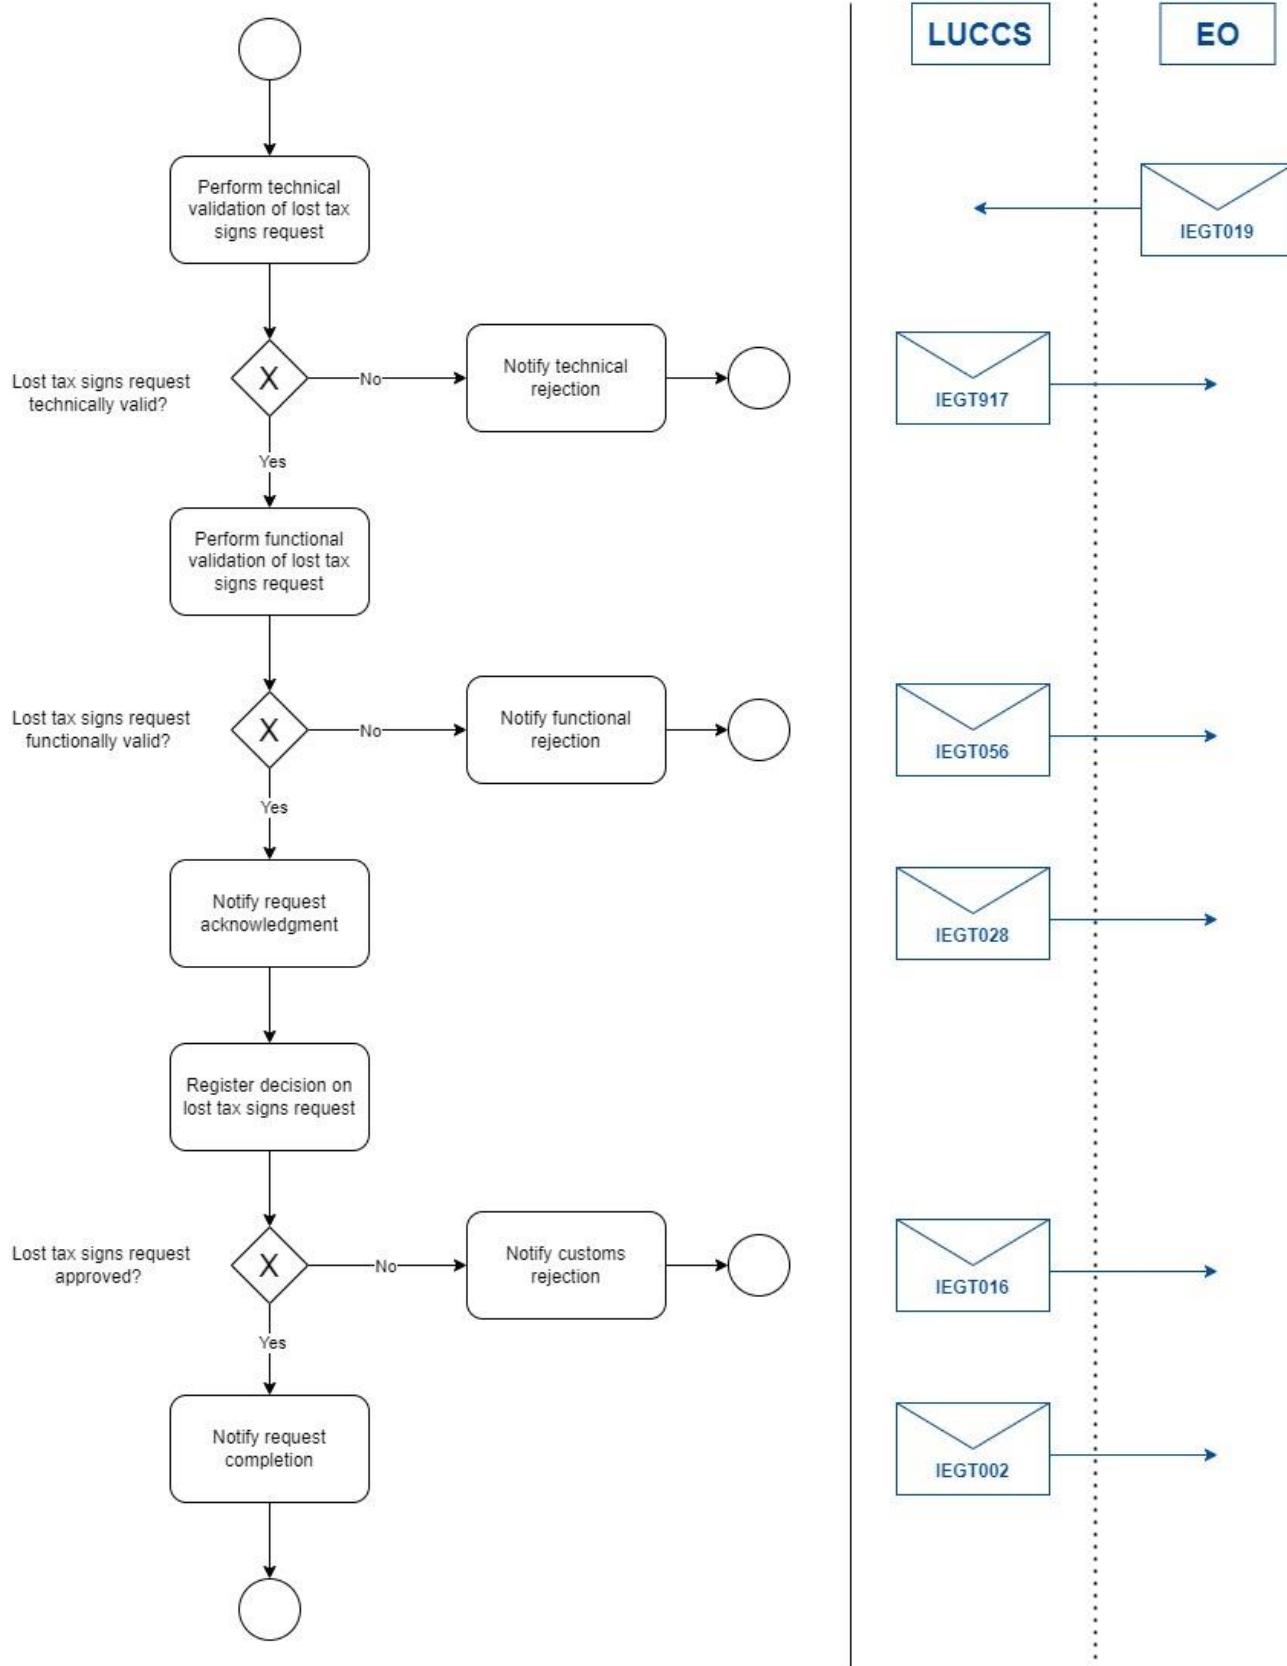 LUCCS
EO
Perform technical
validation of lost tax
signs request
IEGT019
Lost tax signs request
technically valid?
X
No
Notify technical
rejection
IEGT917
Yes
Perform functional
validation of lost tax
signs request
Lost tax signs request
functionally valid?
X
No
Notify functional
rejection
IEGT056
Yes
Notify request
acknowledgment
IEGT028
Register decision on
lost tax signs request
Lost tax signs request
approved?
X
No
Notify customs
rejection
IEGT016
Yes
Notify request
completion
IEGT002